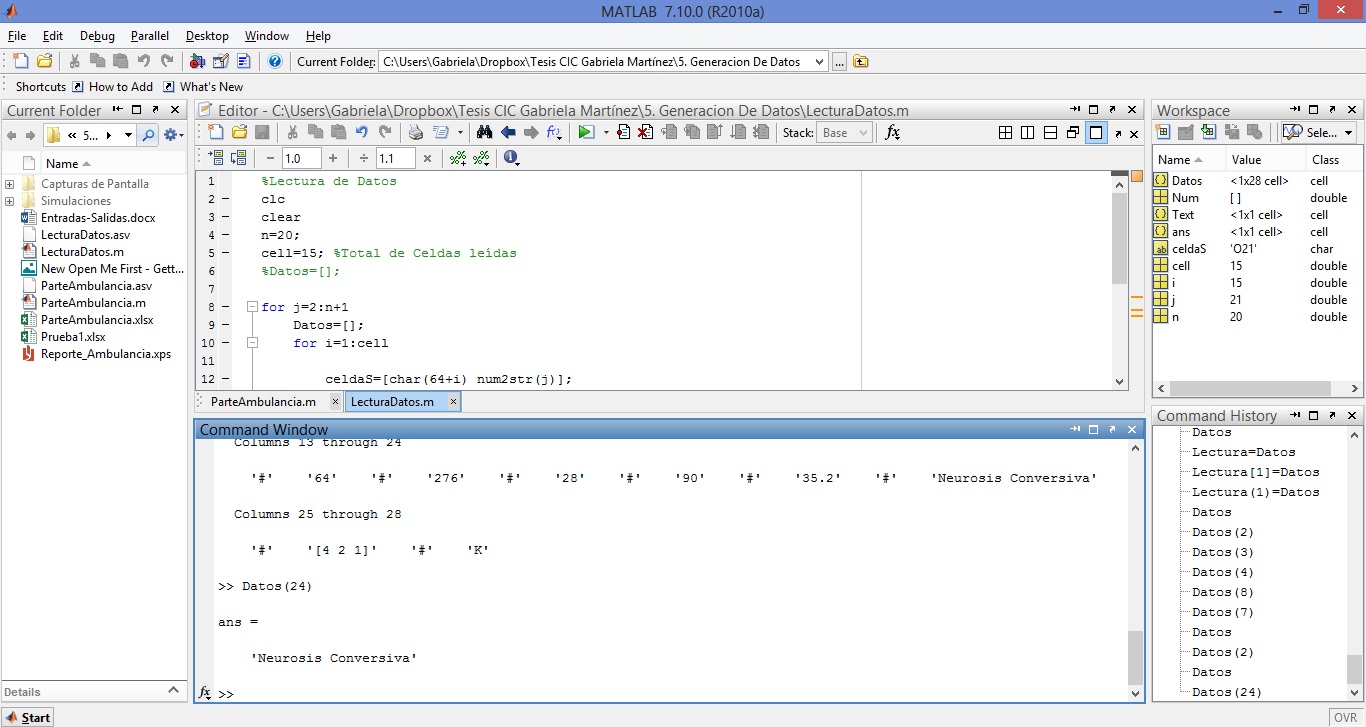 MATLAB 7.10.0 (R2010a)
File Edit Debug Parallel Desktop Window Help
Current Folder: C:\Users\Gabriela\Dropbox\Tesis CIC Gabriela Martínez\5. Generacion De Datos ...
Shortcuts How to Add What's New
Current Folder
« 5...
Name
Capturas de Pantalla
Simulaciones
Entradas-Salidas.docx
LecturaDatos.asv
LecturaDatos.m
New Open Me First - Gett...
ParteAmbulancia.asv
ParteAmbulancia.m
ParteAmbulancia.xlsx
Prueba1.xlsx
Reporte_Ambulancia.xps
Details
Editor - C:\Users\Gabriela\Dropbox\Tesis CIC Gabriela Martínez\5. Generacion De Datos\LecturaDatos.m
Stack: Base fx
− 1.0 + ÷ 1.1 ×
1 %Lectura de Datos
2 – clc
3 – clear
4 – n=20;
5 – cell=15; %Total de Celdas leídas
6 %Datos=[];
7
8 – for j=2:n+1
9 – Datos=[];
10 – for i=1:cell
11
12 – celdaS=[char(64+i) num2str(j)];
ParteAmbulancia.m × LecturaDatos.m ×
Command Window
Columns 13 through 24
'#' '64' '#' '276' '#' '28' '#' '90' '#' '35.2' '#' 'Neurosis Conversiva'
Columns 25 through 28
'#' '[4 2 1]' '#' 'K'
>> Datos(24)
ans =
'Neurosis Conversiva'
fx >>
Workspace
Sele...
Name Value Class
Datos <1x28 cell> cell
Num [] double
Text <1x1 cell> cell
ans <1x1 cell> cell
celdaS 'O21' char
cell 15 double
i 15 double
j 21 double
n 20 double
Command History
Datos
Lectura=Datos
Lectura[1]=Datos
Lectura(1)=Datos
Datos
Datos(2)
Datos(3)
Datos(4)
Datos(8)
Datos(7)
Datos
Datos(2)
Datos
Datos(24)
Start
OVR